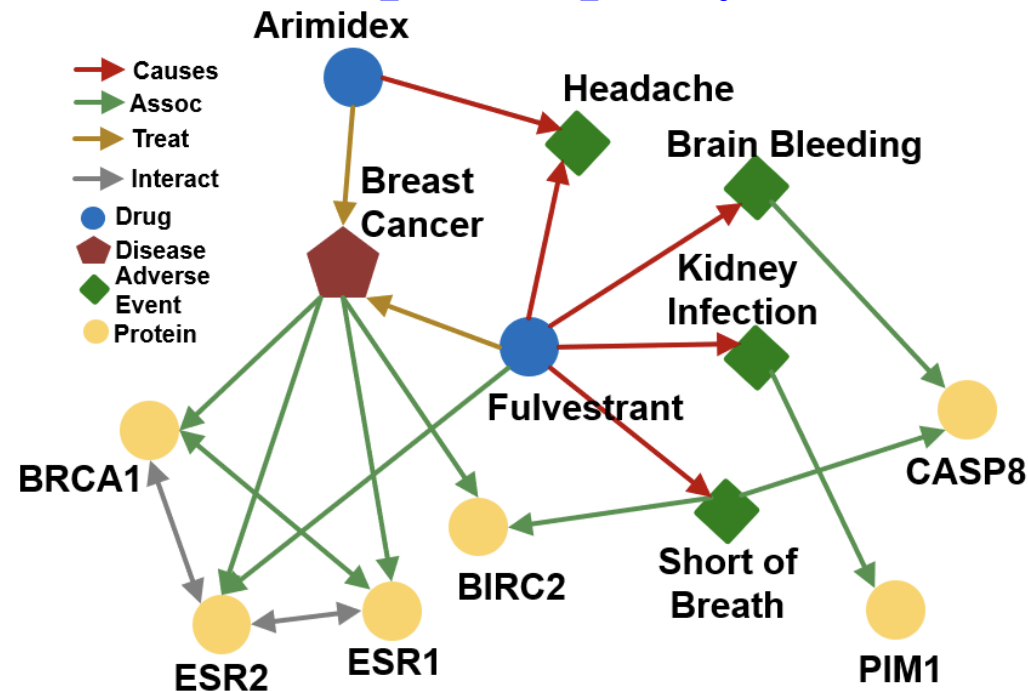 Arimidex
Causes
Assoc
Treat
Interact
Drug
Disease
Adverse
Event
Protein
Headache
Brain Bleeding
Breast
Cancer
Kidney
Infection
Fulvestrant
BRCA1
CASP8
BIRC2
Short of
Breath
ESR2
ESR1
PIM1